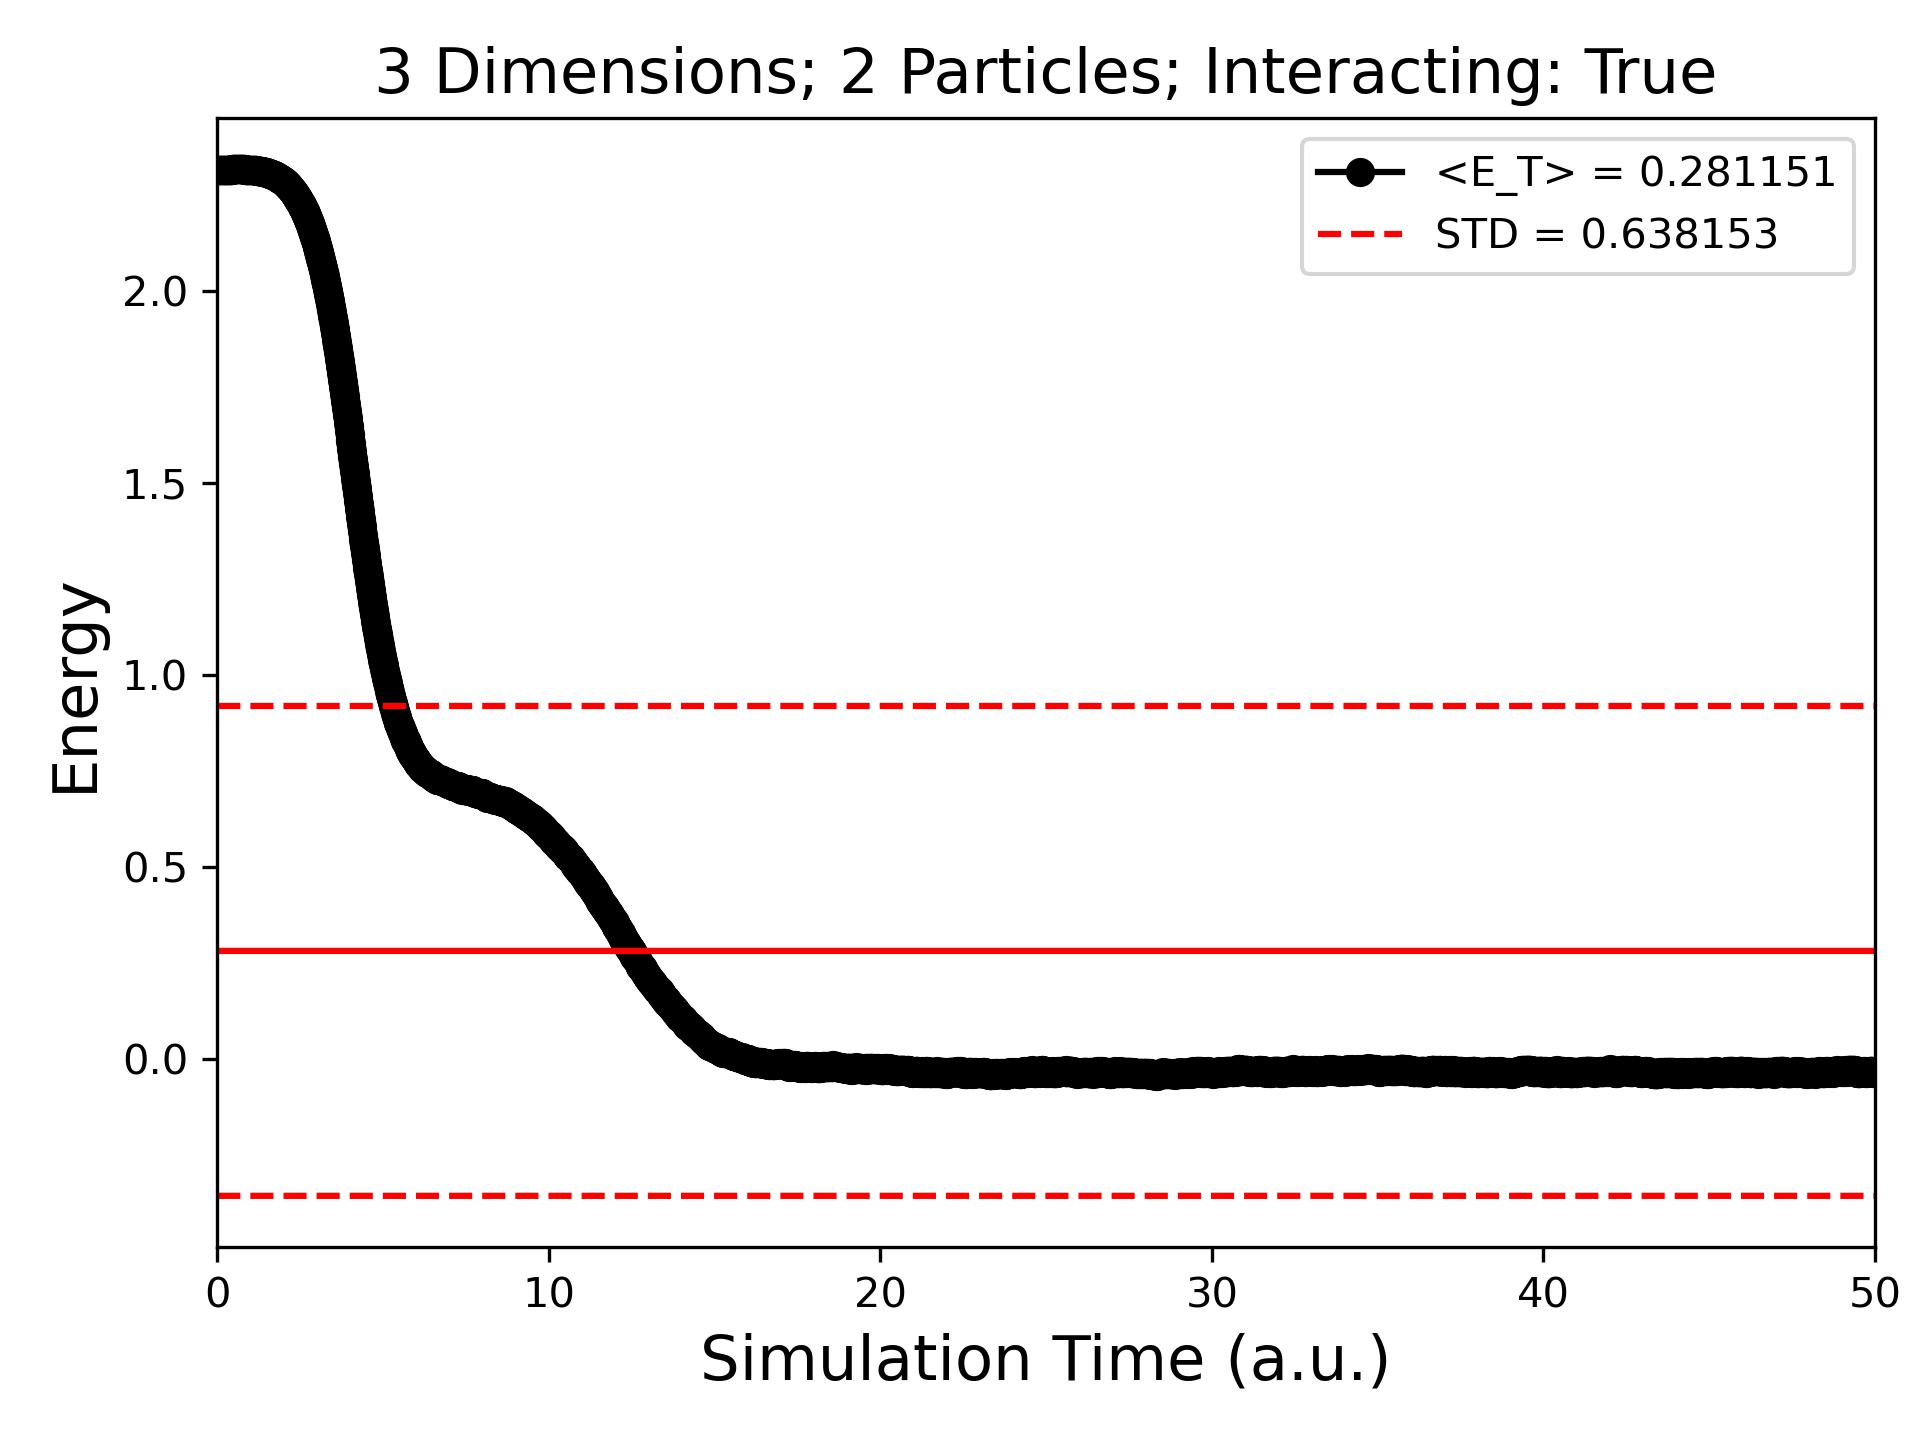 3 Dimensions; 2 Particles; Interacting: True
<E_T> = 0.281151
STD = 0.638153
Energy
2.0
1.5
1.0
0.5
0.0
0 10 20 30 40 50
Simulation Time (a.u.)